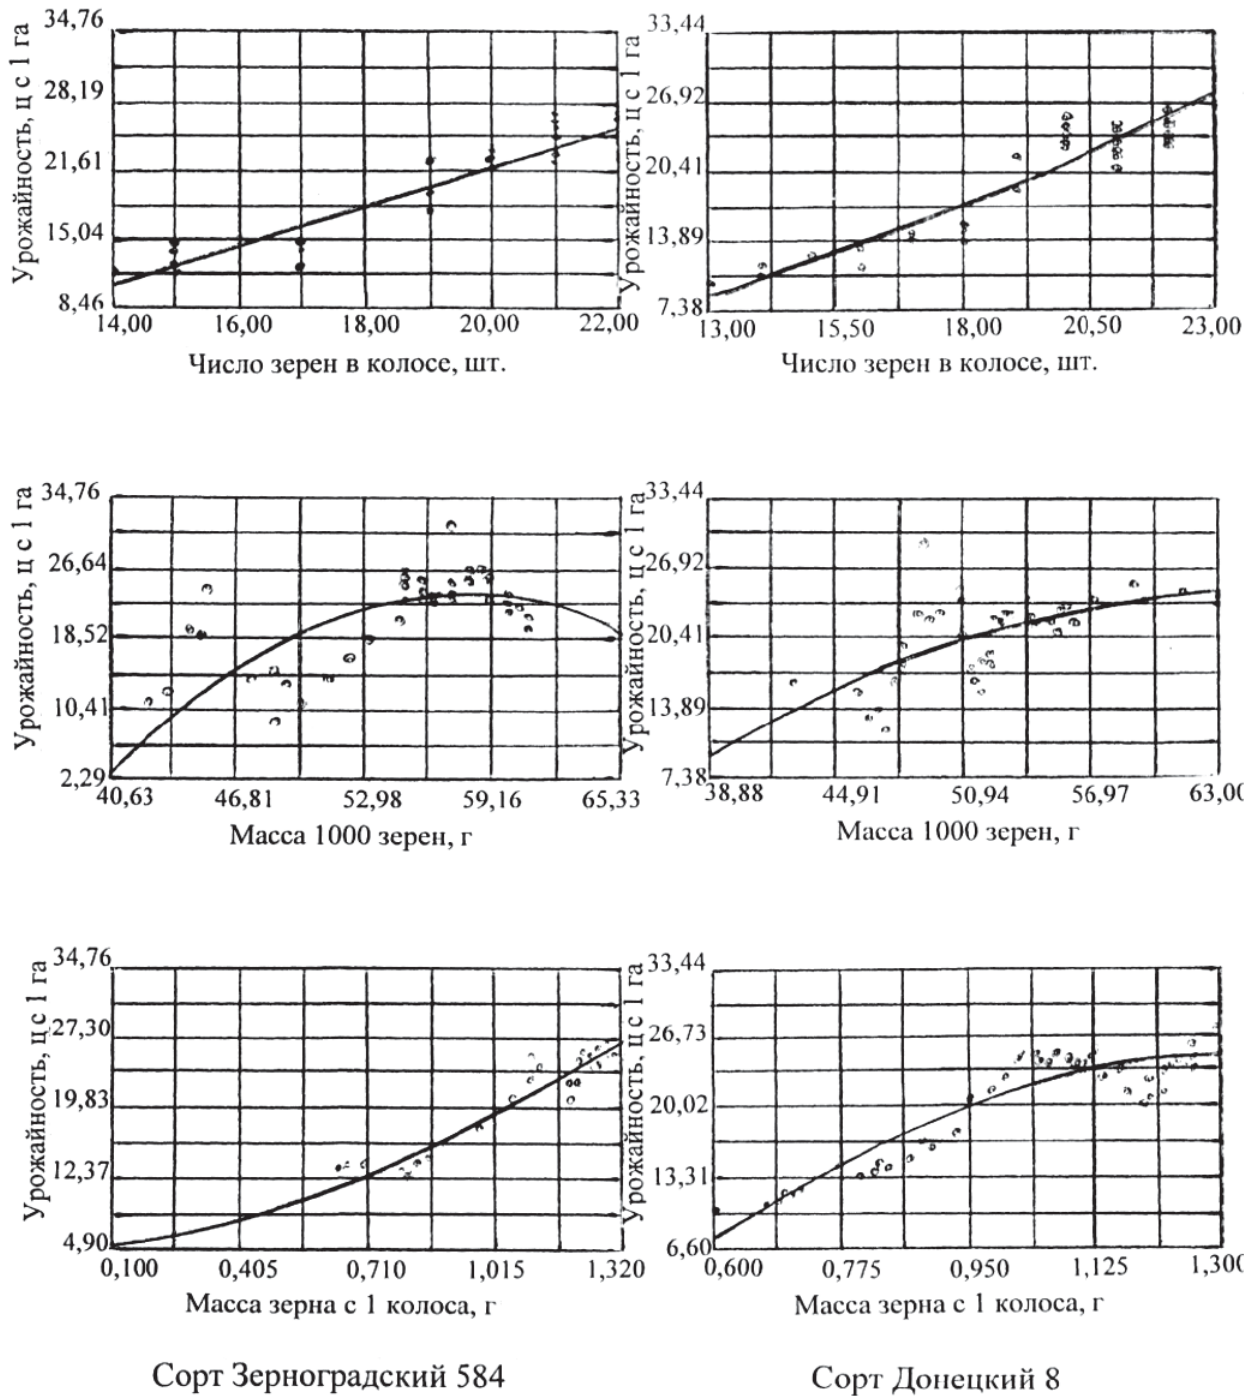 Урожайность, ц с 1 га
34,76
28,19
21,61
15,04
8,46
14,00 16,00 18,00 20,00 22,00
Число зерен в колосе, шт.
Урожайность, ц с 1 га
33,44
26,92
20,41
13,89
7,38
13,00 15,50 18,00 20,50 23,00
Число зерен в колосе, шт.
Урожайность, ц с 1 га
34,76
26,64
18,52
10,41
2,29
40,63 46,81 52,98 59,16 65,33
Масса 1000 зерен, г
Урожайность, ц с 1 га
33,44
26,92
20,41
13,89
7,38
38,88 44,91 50,94 56,97 63,00
Масса 1000 зерен, г
Урожайность, ц с 1 га
34,76
27,30
19,83
12,37
4,90
0,100 0,405 0,710 1,015 1,320
Масса зерна с 1 колоса, г
Урожайность, ц с 1 га
33,44
26,73
20,02
13,31
6,60
0,600 0,775 0,950 1,125 1,300
Масса зерна с 1 колоса, г
Сорт Зерноградский 584
Сорт Донецкий 8